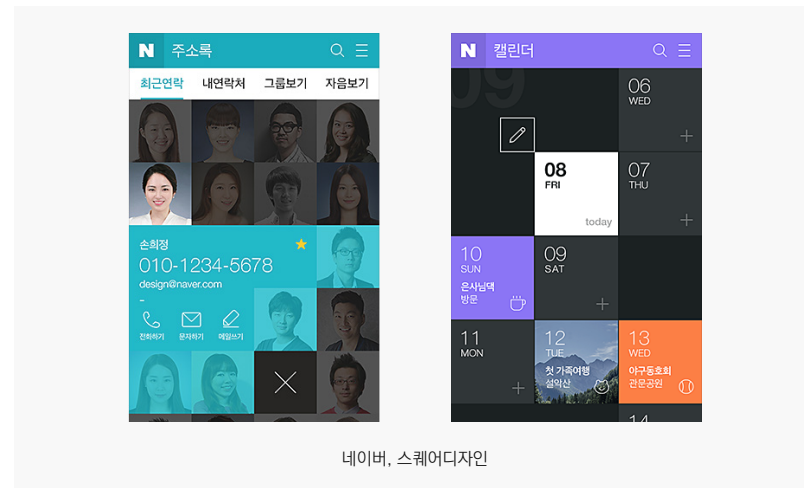 N 주소록
최근연락 내연락처 그룹보기 자음보기
손희정
010-1234-5678
design@naver.com
-
전화하기 문자하기 메일쓰기
N 캘린더
09
06
WED
08
FRI
today
07
THU
10
SUN
은사님댁
방문
09
SAT
11
MON
12
TUE
첫 가족여행
설악산
13
WED
야구동호회
관문공원
14
네이버, 스퀘어디자인